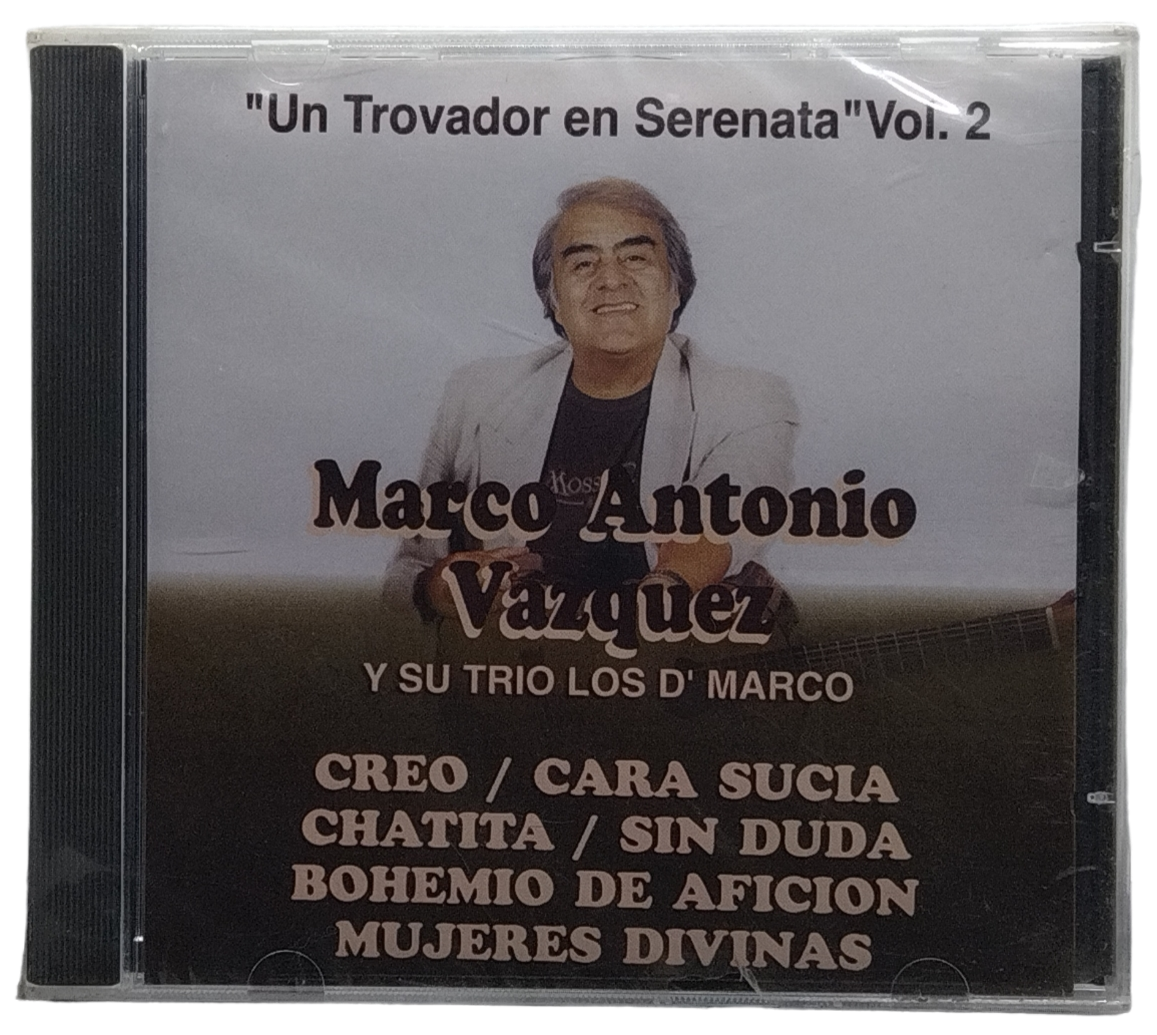 "Un Trovador en Serenata" Vol. 2
Marco Antonio
Vazquez
Y SU TRIO LOS D' MARCO
CREO / CARA SUCIA
CHATITA / SIN DUDA
BOHEMIO DE AFICION
MUJERES DIVINAS